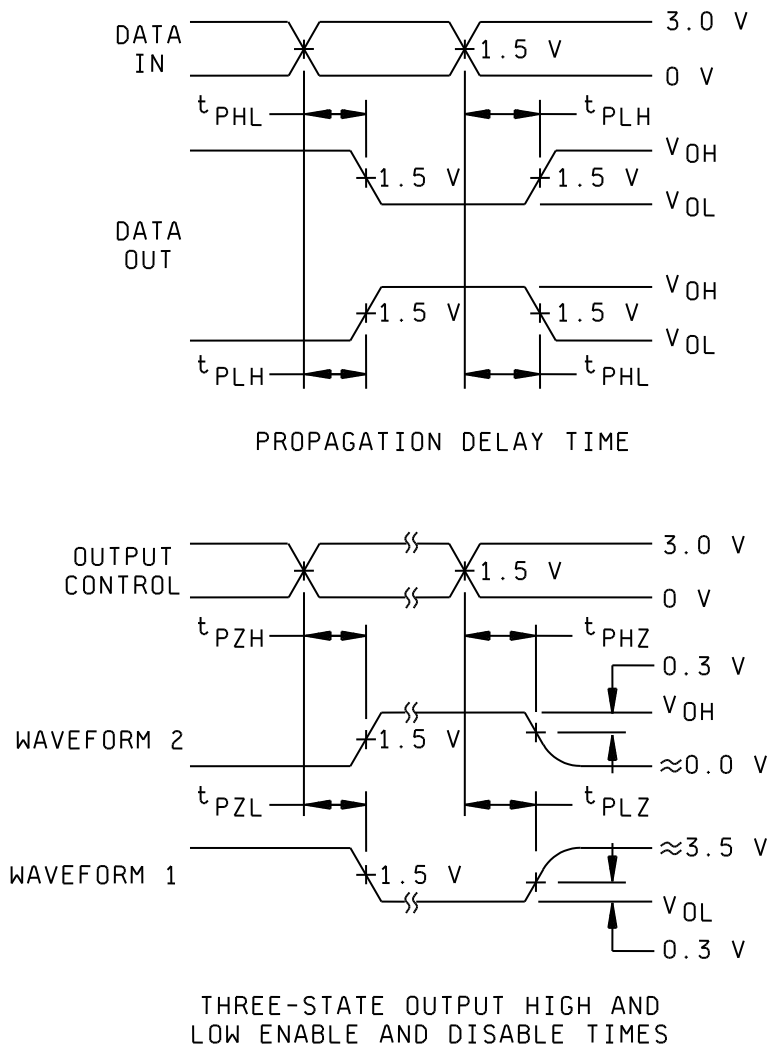 DATA
IN
3.0 V
1.5 V
0 V
tPHL
tPLH
VOH
1.5 V
1.5 V
VOL
DATA
OUT
VOH
1.5 V
1.5 V
VOL
tPLH
tPHL
PROPAGATION DELAY TIME
OUTPUT
CONTROL
3.0 V
1.5 V
0 V
tPZH
tPHZ
0.3 V
VOH
WAVEFORM 2
1.5 V
≈0.0 V
tPZL
tPLZ
≈3.5 V
WAVEFORM 1
1.5 V
VOL
0.3 V
THREE-STATE OUTPUT HIGH AND
LOW ENABLE AND DISABLE TIMES